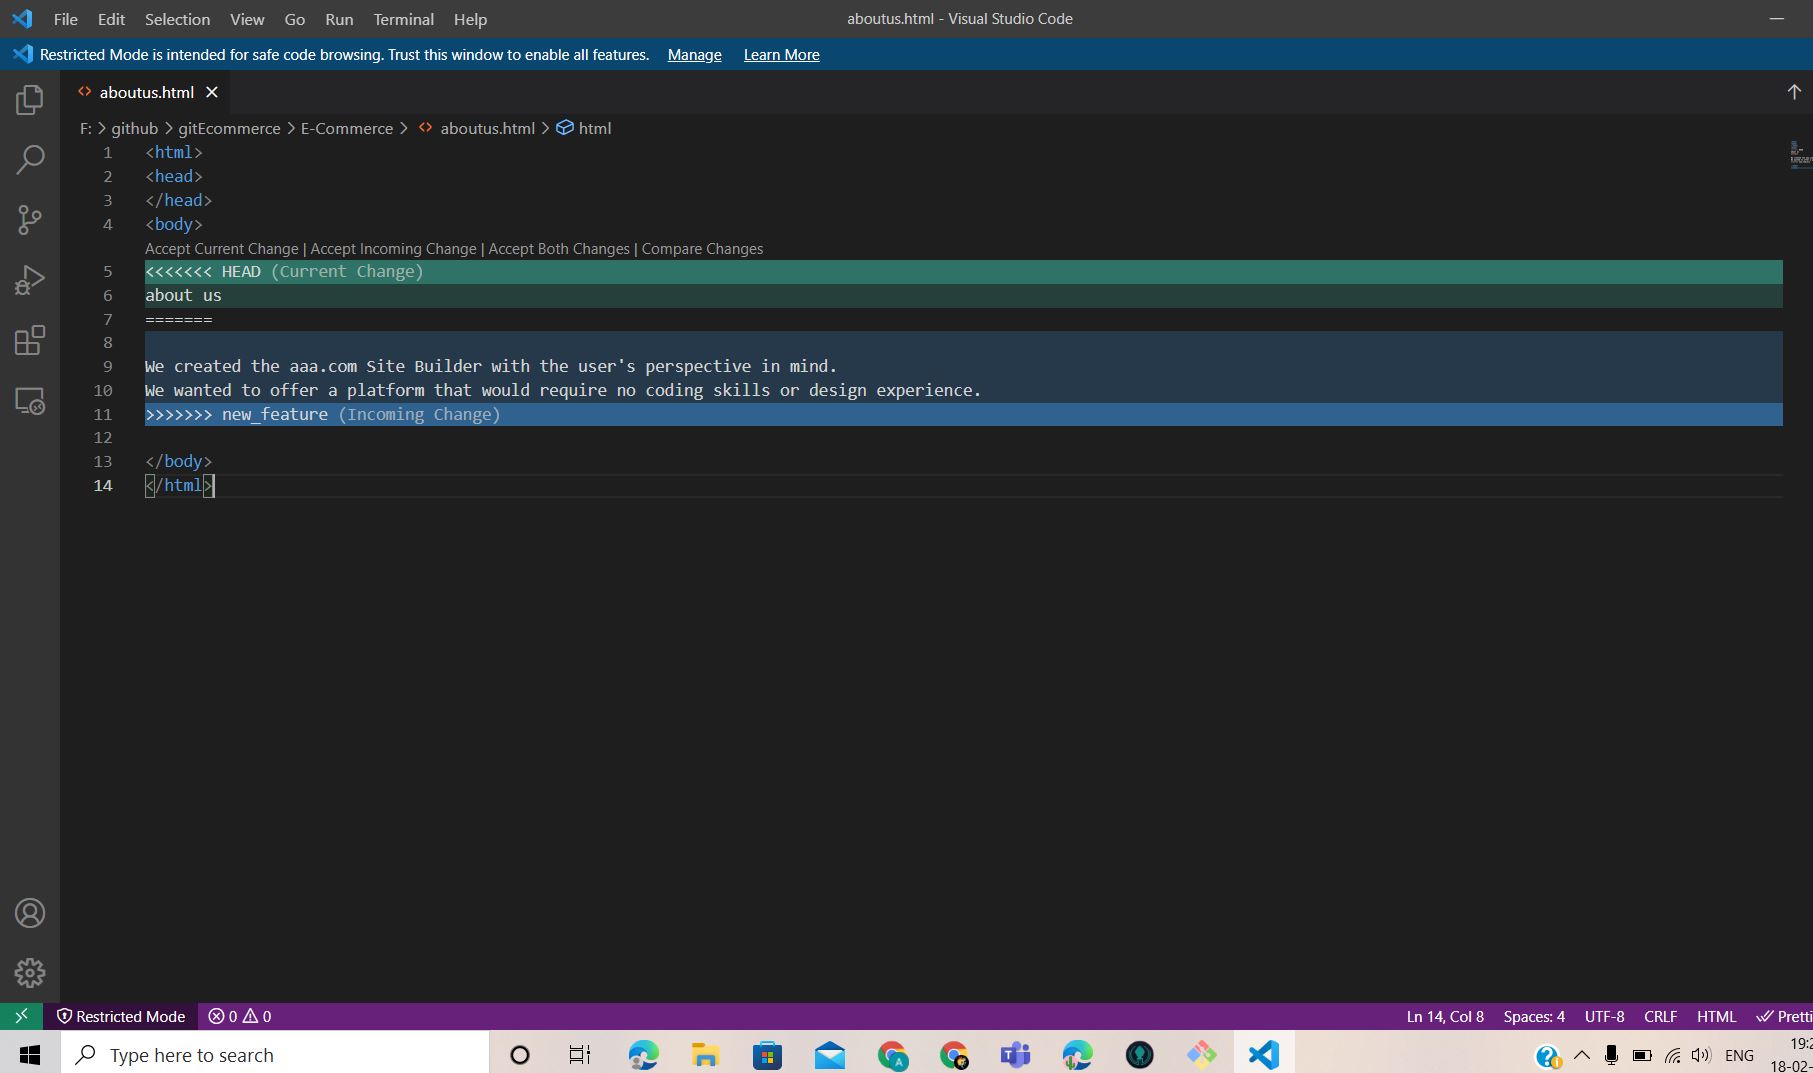 File Edit Selection View Go Run Terminal Help
aboutus.html - Visual Studio Code
Restricted Mode is intended for safe code browsing. Trust this window to enable all features. Manage Learn More
aboutus.html
F: > github > gitEcommerce > E-Commerce > aboutus.html > html
1 <html>
2 <head>
3 </head>
4 <body>
Accept Current Change | Accept Incoming Change | Accept Both Changes | Compare Changes
5 <<<<<<< HEAD (Current Change)
6 about us
7 =======
8
9 We created the aaa.com Site Builder with the user's perspective in mind.
10 We wanted to offer a platform that would require no coding skills or design experience.
11 >>>>>>> new_feature (Incoming Change)
12
13 </body>
14 </html>
Restricted Mode 0 0 Ln 14, Col 8 Spaces: 4 UTF-8 CRLF HTML Pretti
Type here to search
A
ENG
19:2
18-02-